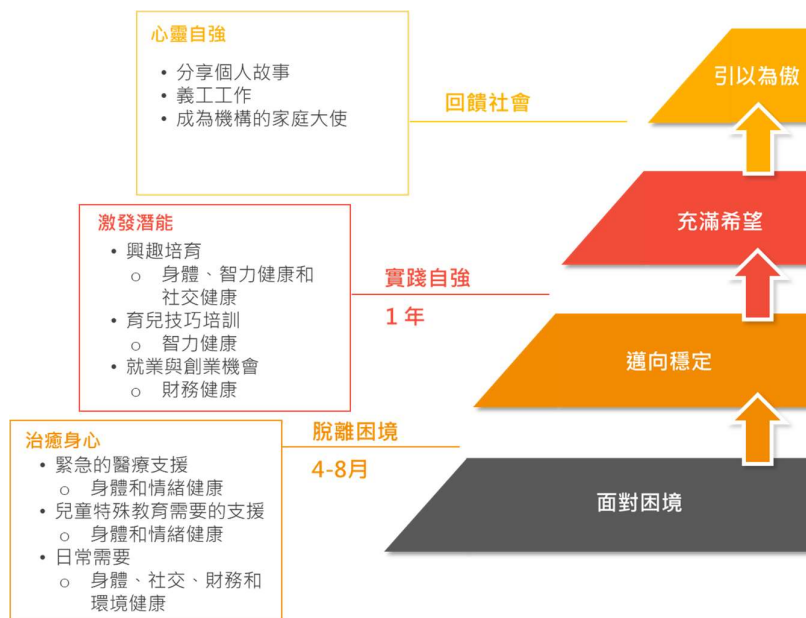 心靈自強
• 分享個人故事
• 義工工作
• 成為機構的家庭大使
回饋社會
引以為傲
激發潛能
• 興趣培育
o 身體、智力健康和
社交健康
• 育兒技巧培訓
o 智力健康
• 就業與創業機會
o 財務健康
實踐自強
1 年
充滿希望
邁向穩定
治癒身心
• 緊急的醫療支援
o 身體和情緒健康
• 兒童特殊教育需要的支援
o 身體和情緒健康
• 日常需要
o 身體、社交、財務和
環境健康
脫離困境
4-8月
面對困境